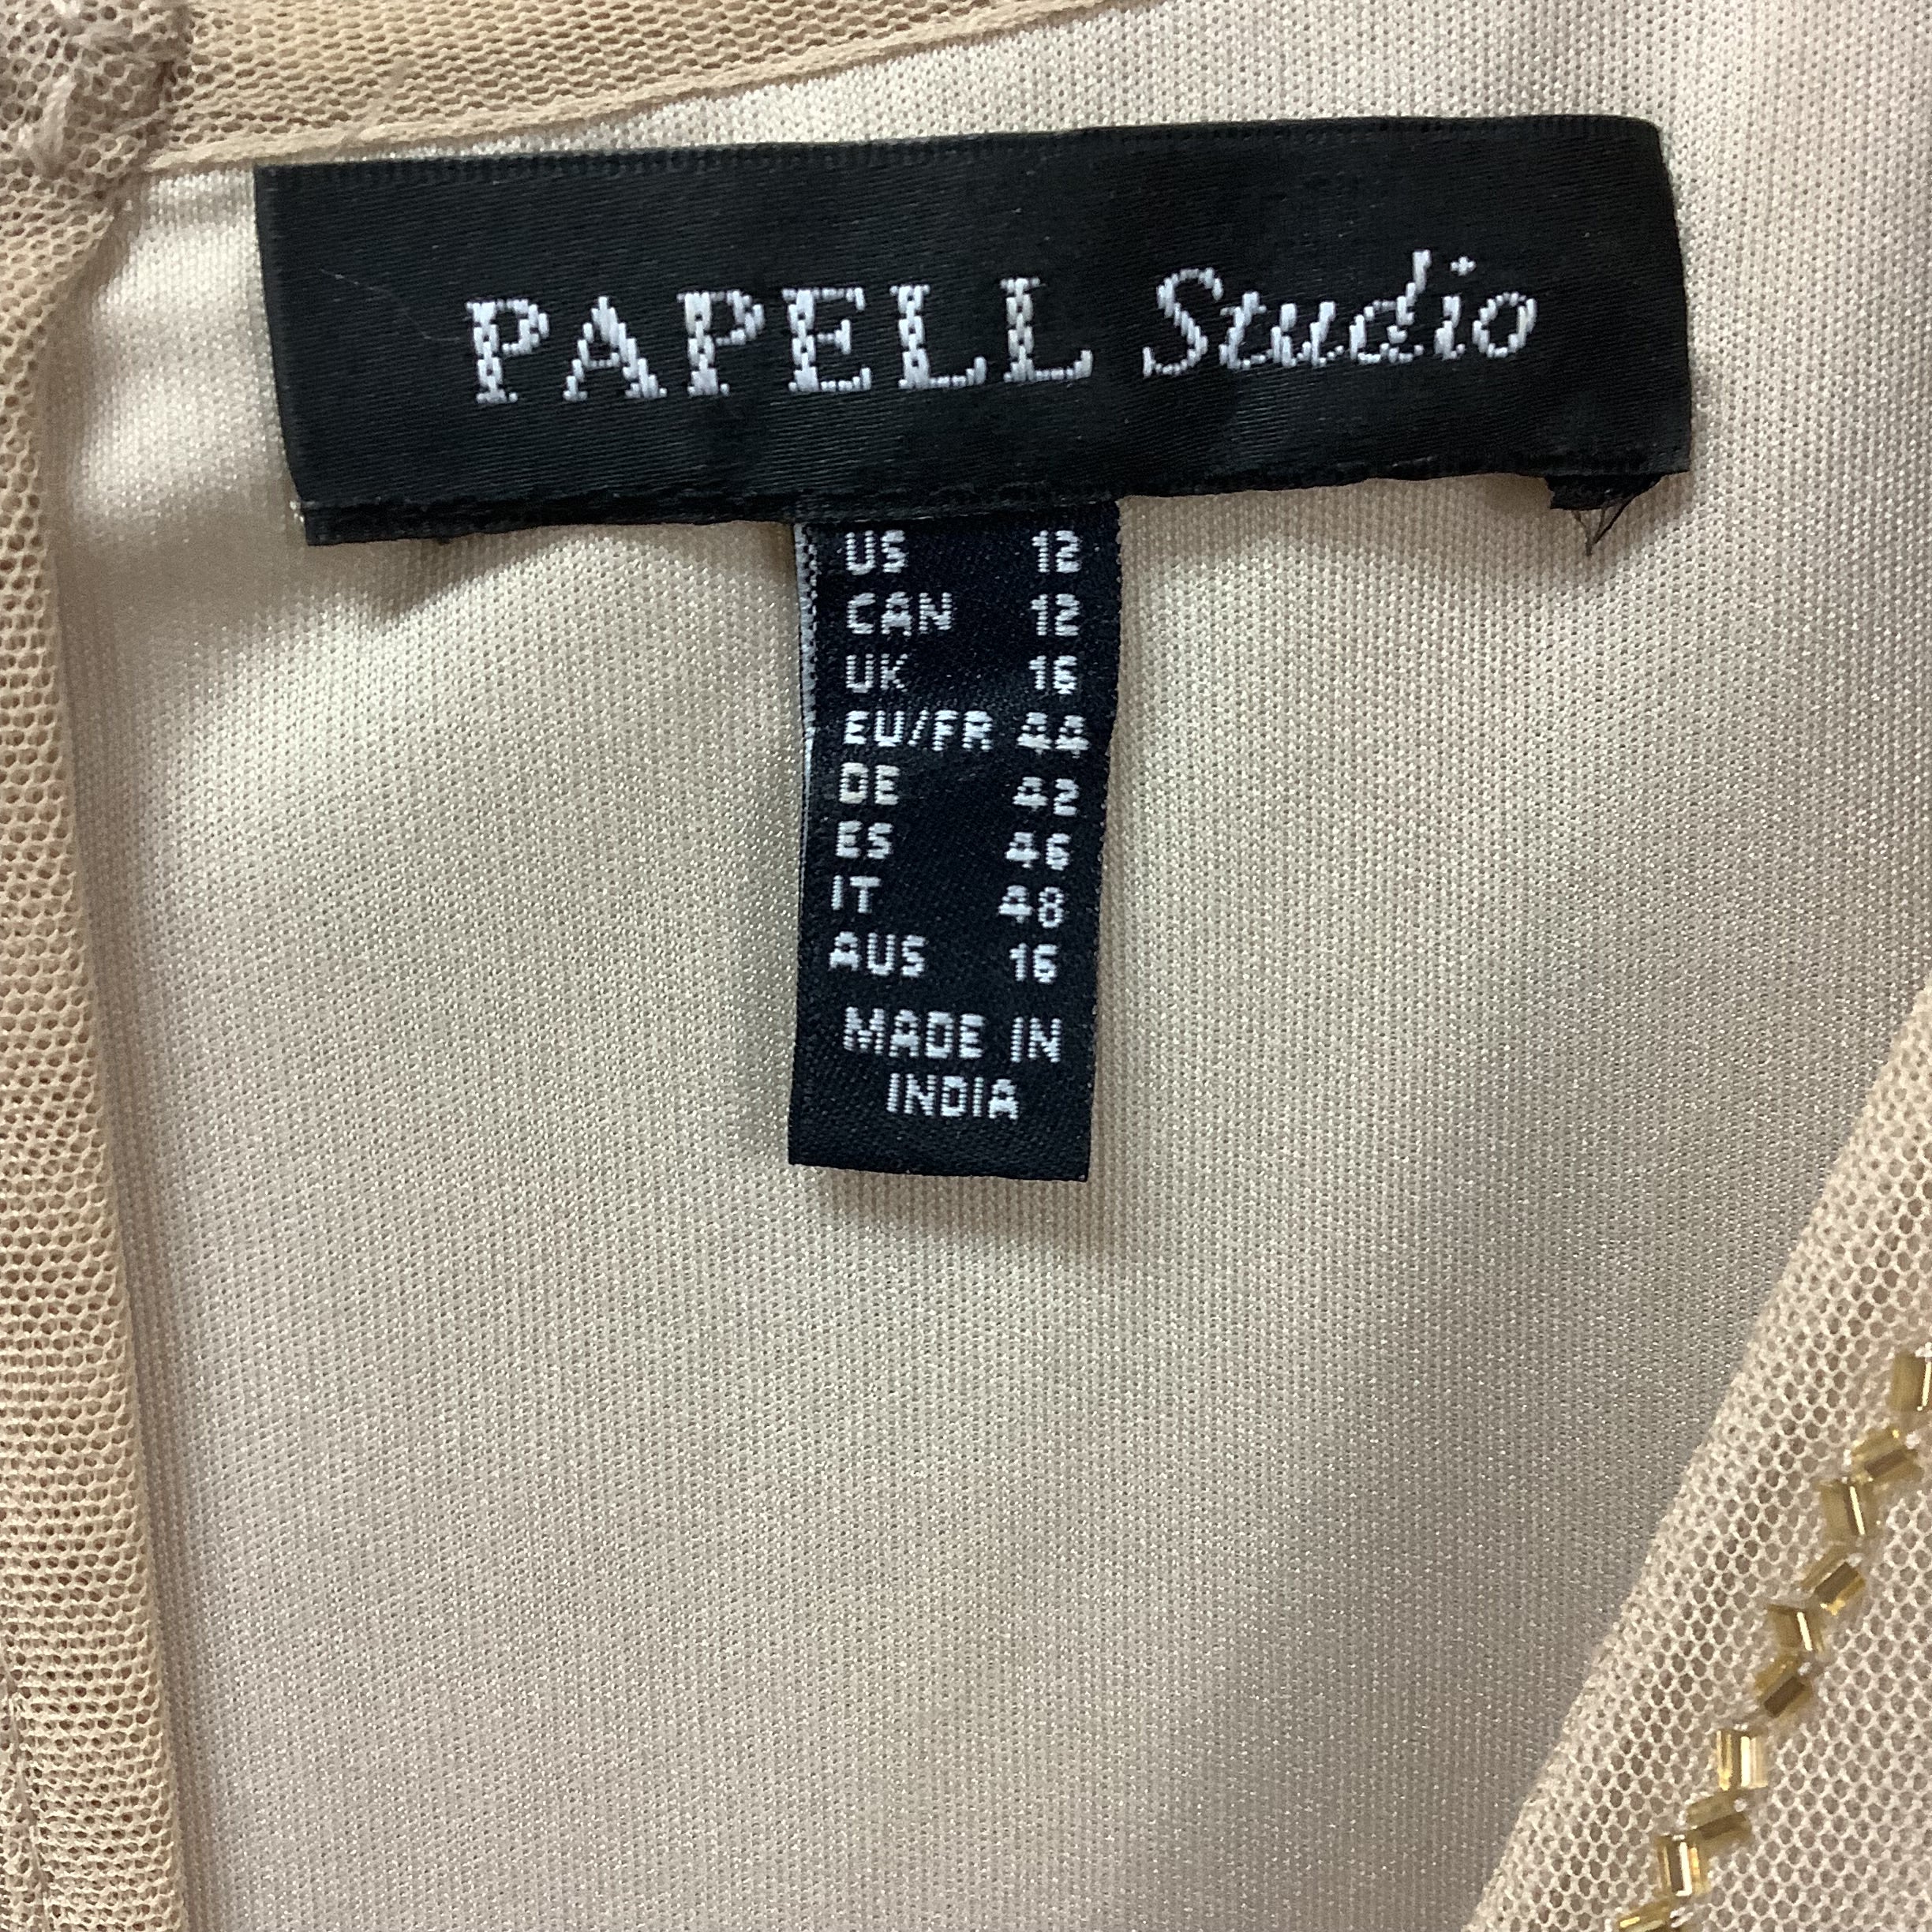 PAPELL Studio
US 12
CAN 12
UK 16
EU/FR 44
DE 42
ES 46
IT 48
AUS 16
MADE IN
INDIA